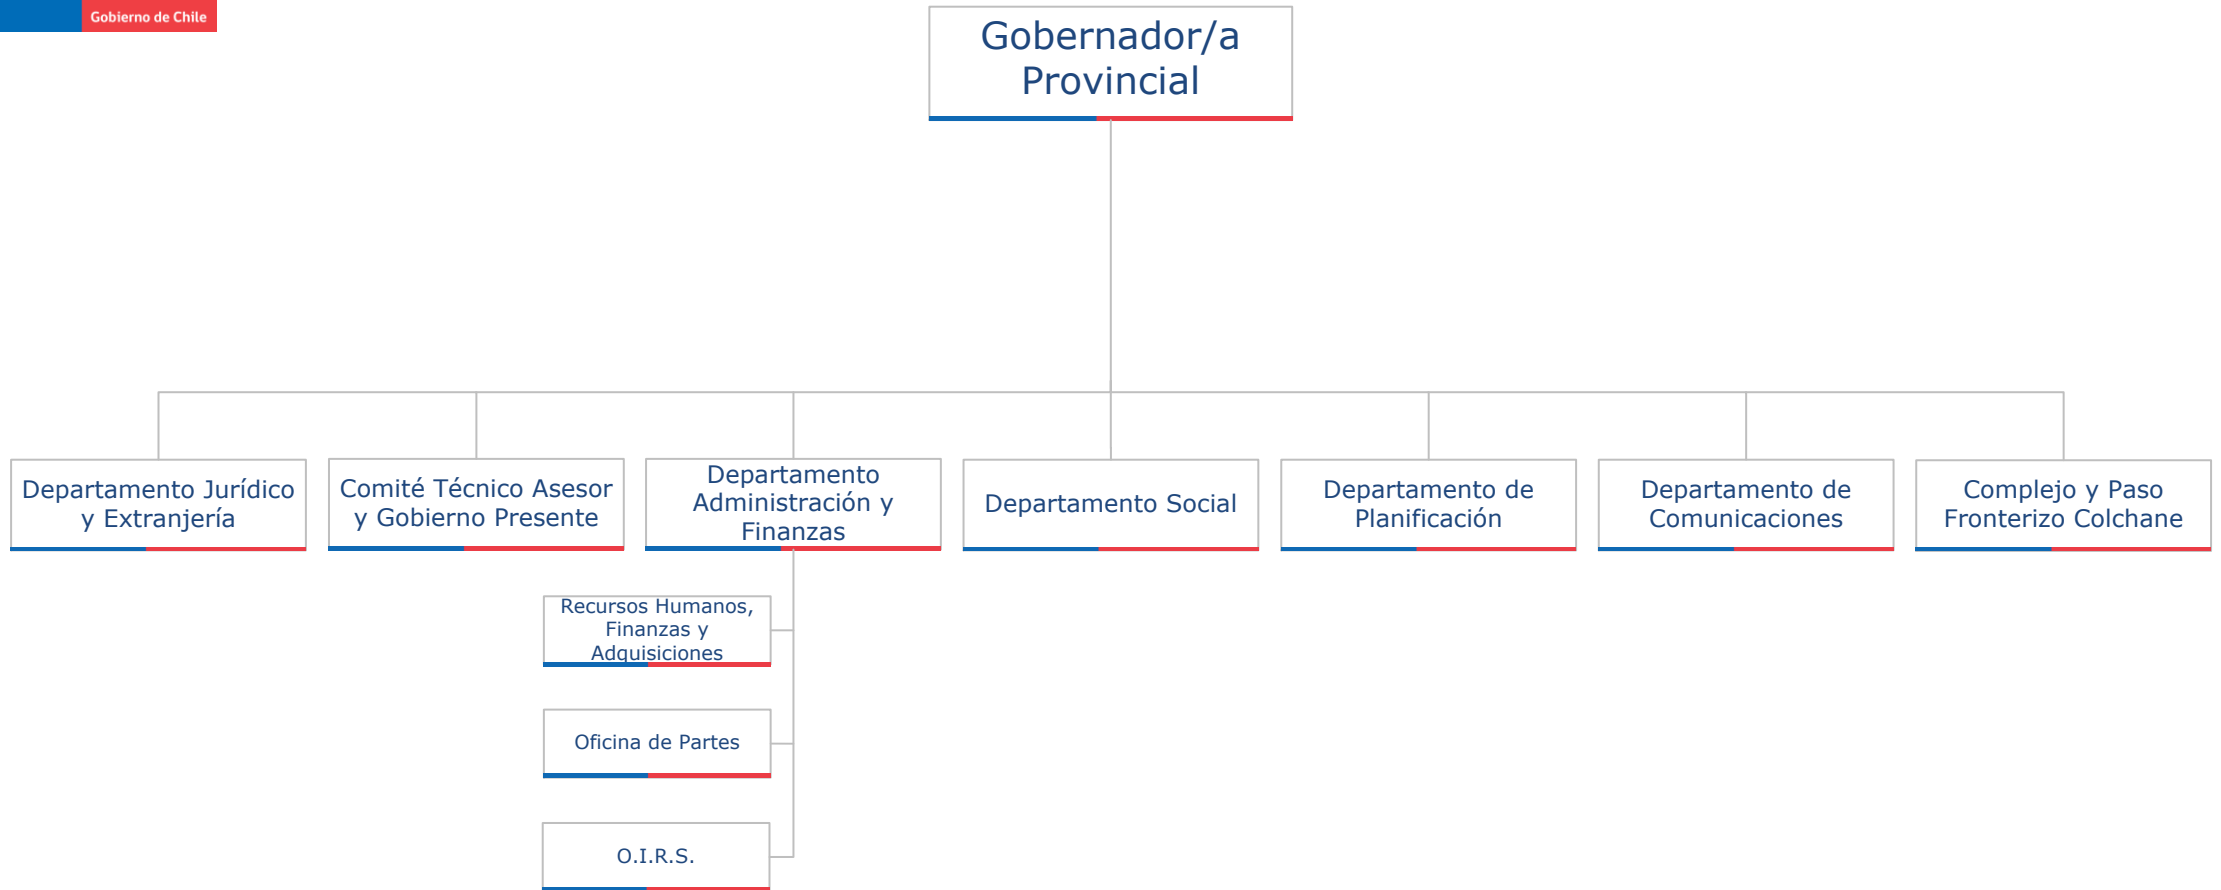 Gobierno de Chile
Gobernador/a
Provincial
Departamento Jurídico
y Extranjería
Comité Técnico Asesor
y Gobierno Presente
Departamento
Administración y
Finanzas
Departamento Social
Departamento de
Planificación
Departamento de
Comunicaciones
Complejo y Paso
Fronterizo Colchane
Recursos Humanos,
Finanzas y
Adquisiciones
Oficina de Partes
O.I.R.S.